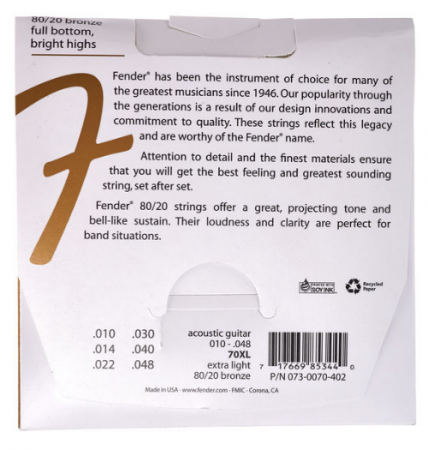 80/20 bronze
full bottom,
bright highs
Fender® has been the instrument of choice for many of
the greatest musicians since 1946. Our popularity through
the generations is a result of our design innovations and
commitment to quality. These strings reflect this legacy
and are worthy of the Fender® name.
Attention to detail and the finest materials ensure
that you will get the best feeling and greatest sounding
string, set after set.
Fender® 80/20 strings offer a great, projecting tone and
bell-like sustain. Their loudness and clarity are perfect for
band situations.
PRINTED WITH
SOY INK
Recycled
Paper
.010 .030
.014 .040
.022 .048
acoustic guitar
010 - .048
70XL
extra light
80/20 bronze
7 17669 85344 0
P/N 073-0070-402
Made in USA · www.fender.com · FMIC · Corona, CA